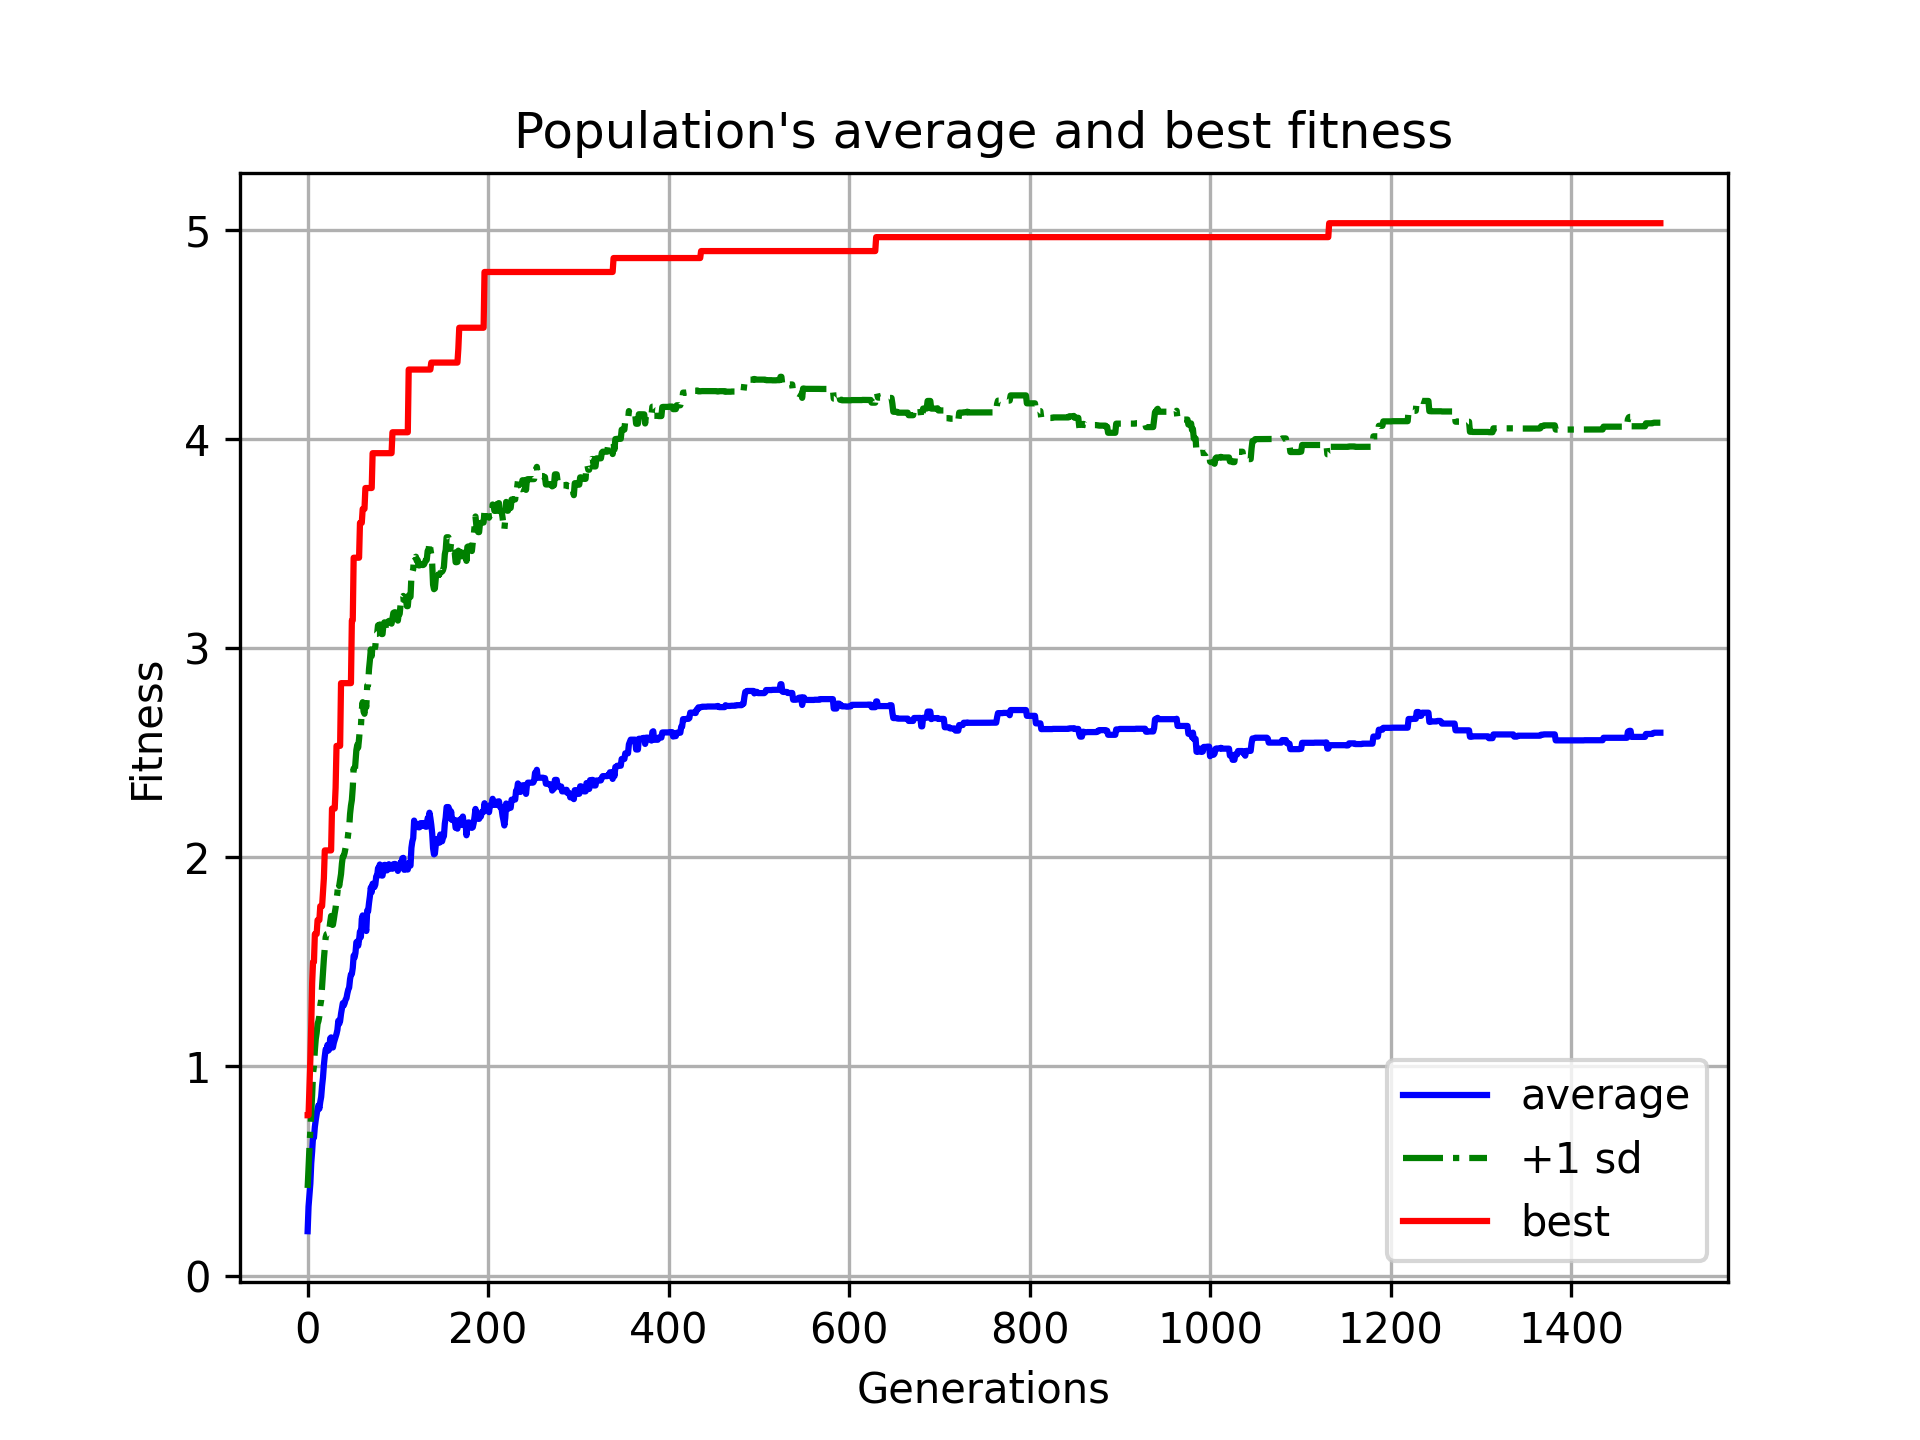 Population's average and best fitness
5
4
3
2
1
0
Fitness
0 200 400 600 800 1000 1200 1400
Generations
average
+1 sd
best